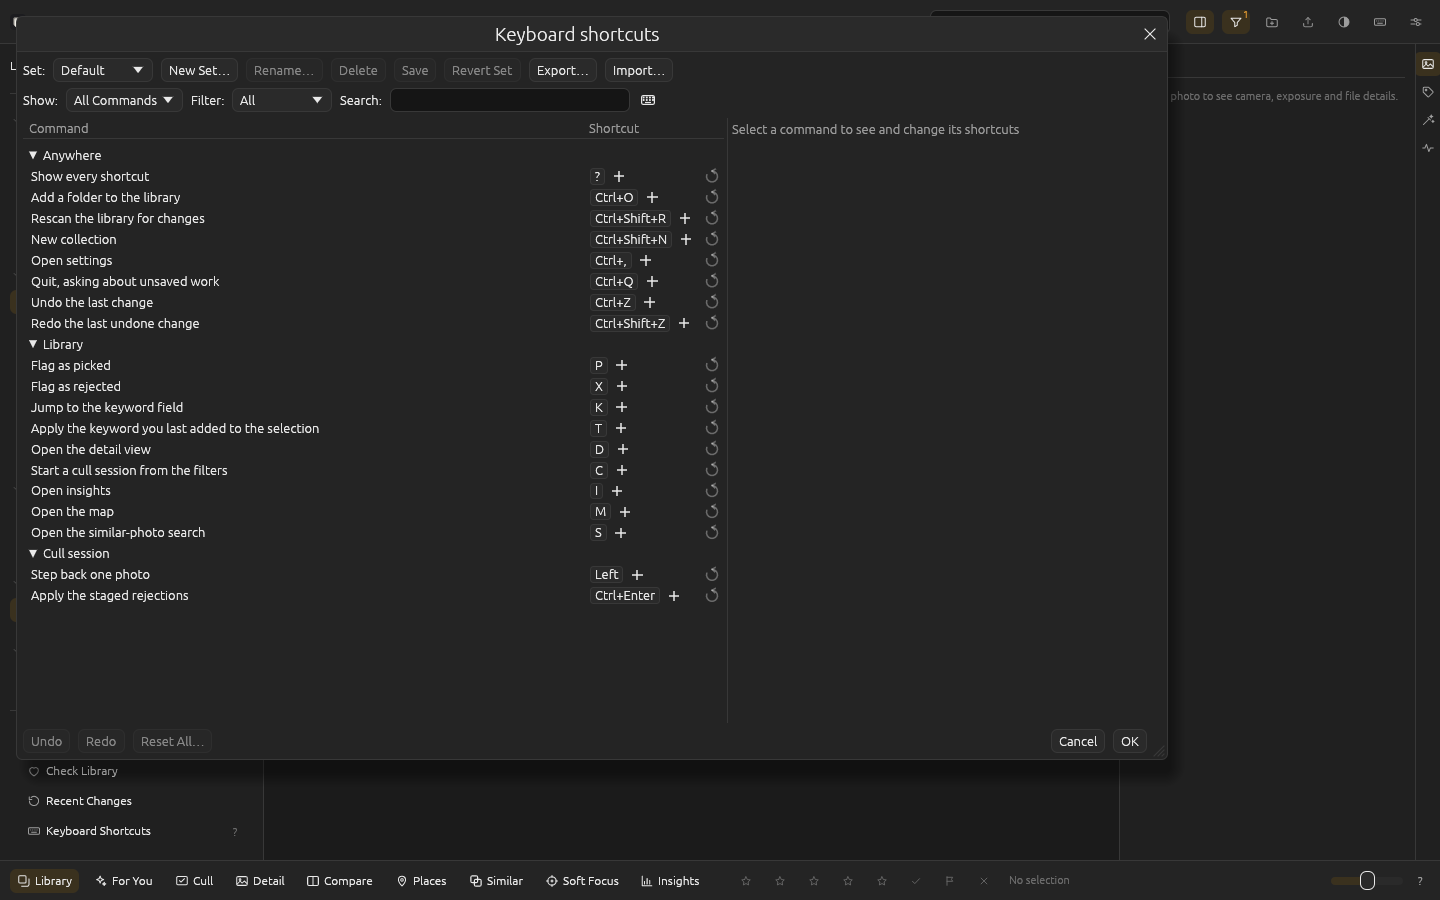 Keyboard shortcuts
Set: Default New Set... Rename... Delete Save Revert Set Export... Import...
Show: All Commands Filter: All Search:
photo to see camera, exposure and file details.
Command Shortcut
Select a command to see and change its shortcuts
Anywhere
Show every shortcut ?
Add a folder to the library Ctrl+O
Rescan the library for changes Ctrl+Shift+R
New collection Ctrl+Shift+N
Open settings Ctrl+,
Quit, asking about unsaved work Ctrl+Q
Undo the last change Ctrl+Z
Redo the last undone change Ctrl+Shift+Z
Library
Flag as picked P
Flag as rejected X
Jump to the keyword field K
Apply the keyword you last added to the selection T
Open the detail view D
Start a cull session from the filters C
Open insights I
Open the map M
Open the similar-photo search S
Cull session
Step back one photo Left
Apply the staged rejections Ctrl+Enter
Undo Redo Reset All... Cancel OK
Check Library
Recent Changes
Keyboard Shortcuts ?
Library For You Cull Detail Compare Places Similar Soft Focus Insights No selection ?